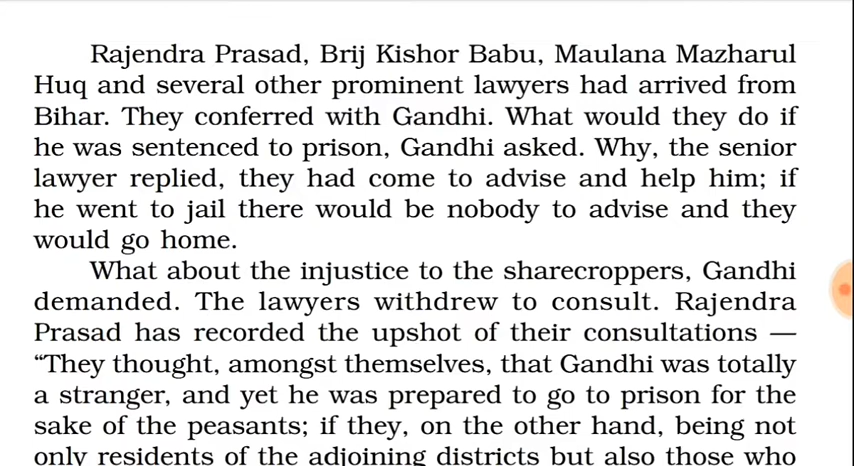 Rajendra Prasad, Brij Kishor Babu, Maulana Mazharul
Huq and several other prominent lawyers had arrived from
Bihar. They conferred with Gandhi. What would they do if
he was sentenced to prison, Gandhi asked. Why, the senior
lawyer replied, they had come to advise and help him; if
he went to jail there would be nobody to advise and they
would go home.
What about the injustice to the sharecroppers, Gandhi
demanded. The lawyers withdrew to consult. Rajendra
Prasad has recorded the upshot of their consultations —
“They thought, amongst themselves, that Gandhi was totally
a stranger, and yet he was prepared to go to prison for the
sake of the peasants; if they, on the other hand, being not
only residents of the adjoining districts but also those who